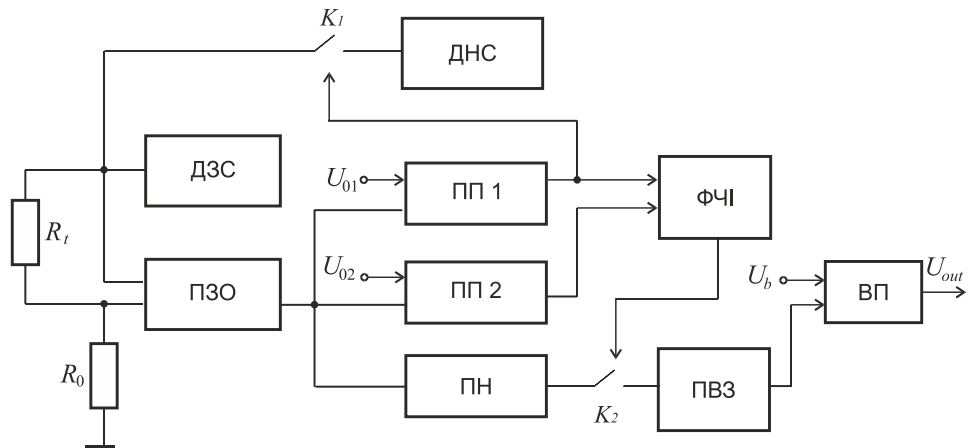 K1
ДНС
ДЗС
U01
ПП 1
ФЧІ
Rt
U02
ПЗО
ПП 2
Ub
ВП
Uout
R0
ПН
K2
ПВЗ